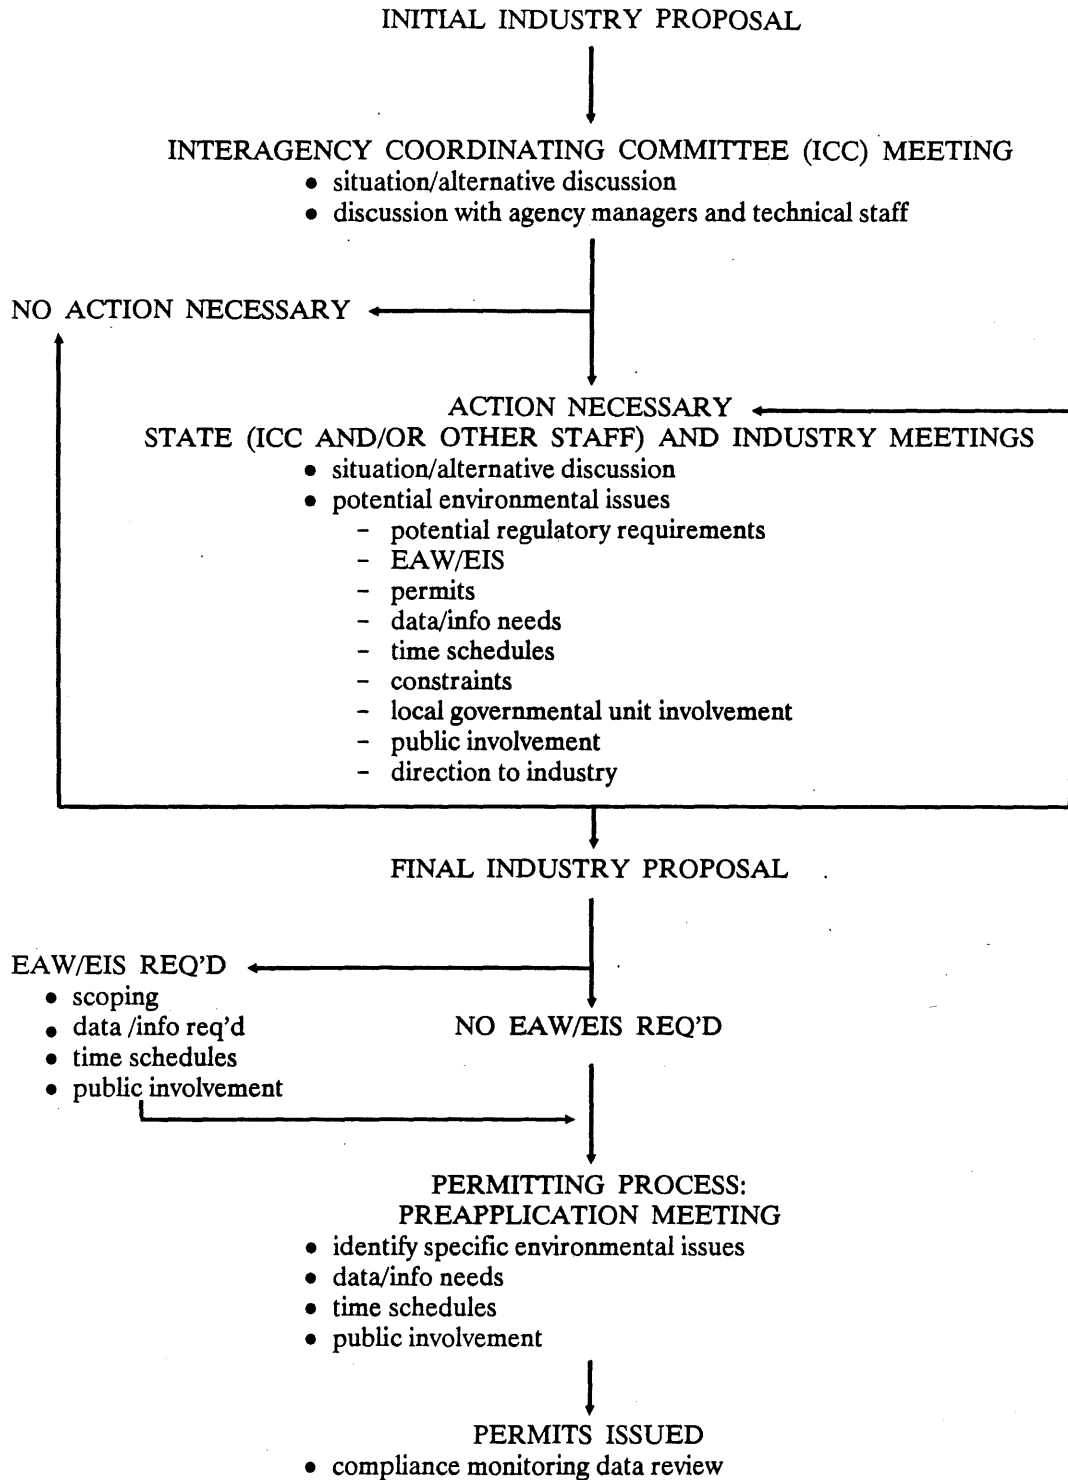 INITIAL INDUSTRY PROPOSAL
INTERAGENCY COORDINATING COMMITTEE (ICC) MEETING
• situation/alternative discussion
• discussion with agency managers and technical staff
NO ACTION NECESSARY
ACTION NECESSARY
STATE (ICC AND/OR OTHER STAFF) AND INDUSTRY MEETINGS
• situation/alternative discussion
• potential environmental issues
– potential regulatory requirements
– EAW/EIS
– permits
– data/info needs
– time schedules
– constraints
– local governmental unit involvement
– public involvement
– direction to industry
FINAL INDUSTRY PROPOSAL
EAW/EIS REQ'D
• scoping
• data /info req'd
• time schedules
• public involvement
NO EAW/EIS REQ'D
PERMITTING PROCESS:
PREAPPLICATION MEETING
• identify specific environmental issues
• data/info needs
• time schedules
• public involvement
PERMITS ISSUED
• compliance monitoring data review